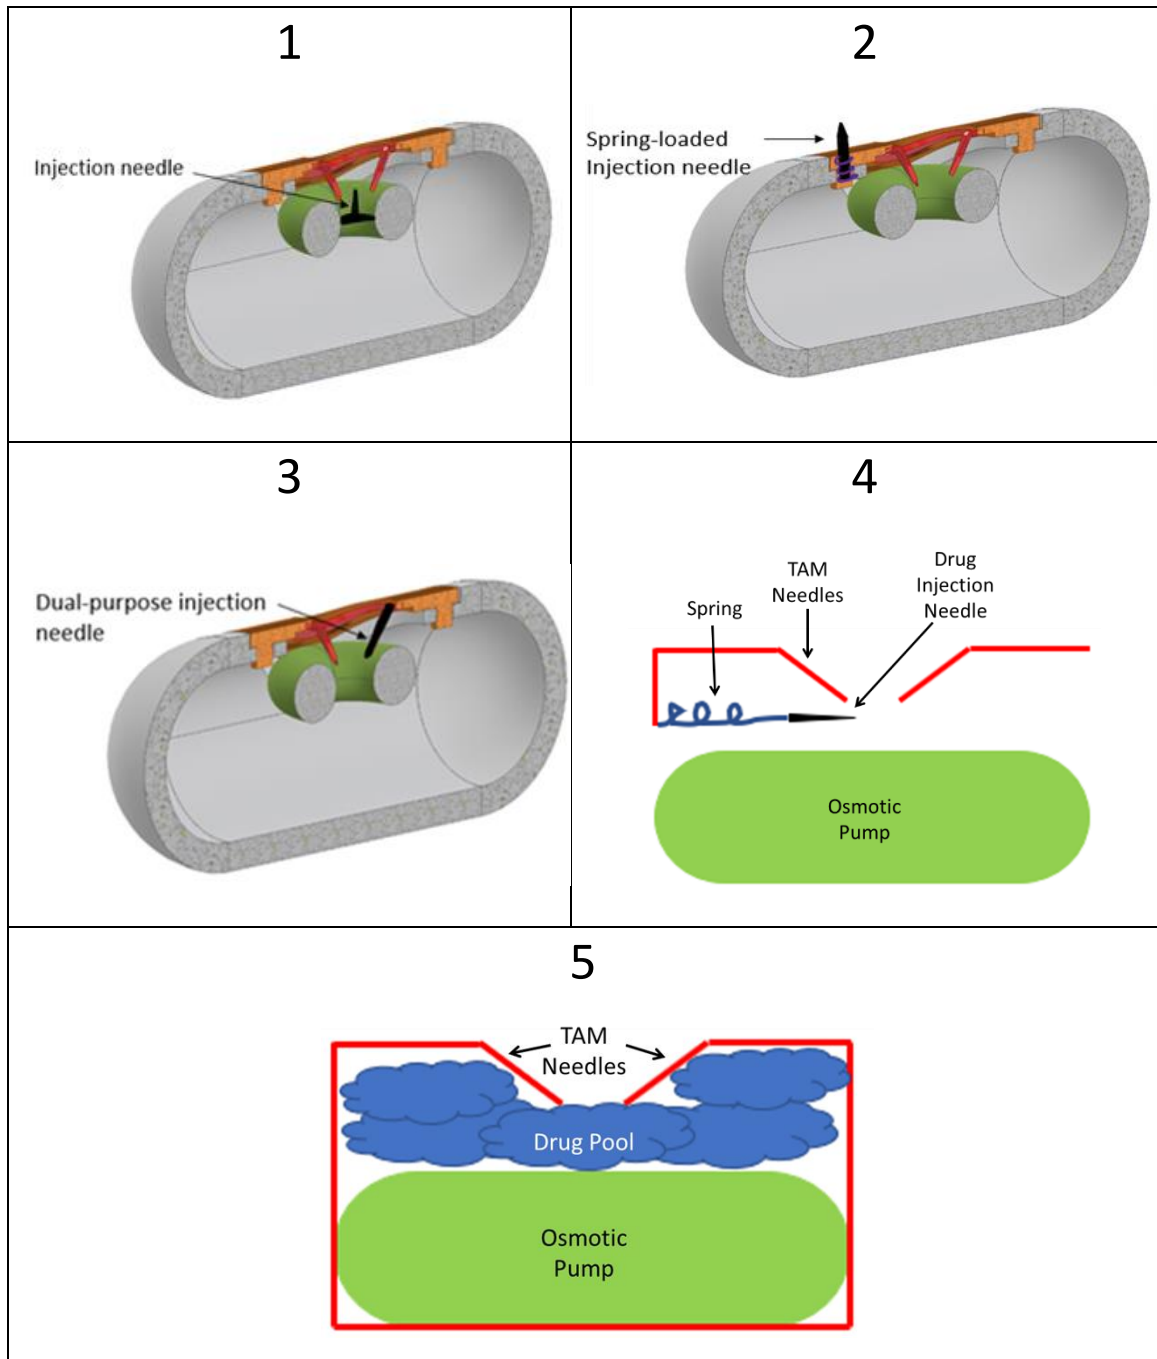 1
Injection needle
2
Spring-loaded
Injection needle
3
Dual-purpose injection
needle
4
Spring
TAM
Needles
Drug
Injection
Needle
Osmotic
Pump
5
TAM
Needles
Drug Pool
Osmotic
Pump